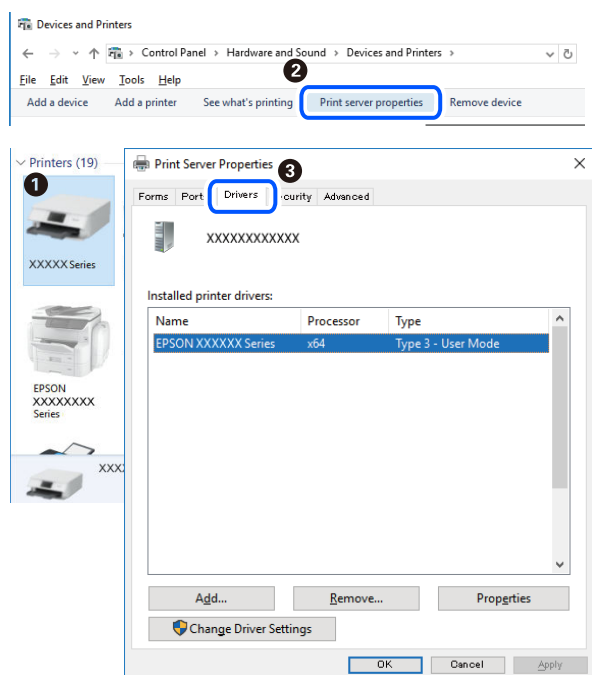 Devices and Printers
Control Panel > Hardware and Sound > Devices and Printers >
2
File Edit View Tools Help
Add a device Add a printer See what's printing Print server properties Remove device
Printers (19)
1
XXXXX Series
EPSON
XXXXXXXX
Series
XXX
Print Server Properties
3
Forms Port Drivers curity Advanced
XXXXXXXXXXXX
Installed printer drivers:
Name Processor Type
EPSON XXXXXX Series x64 Type 3 - User Mode
Add... Remove... Properties
Change Driver Settings
OK Cancel Apply